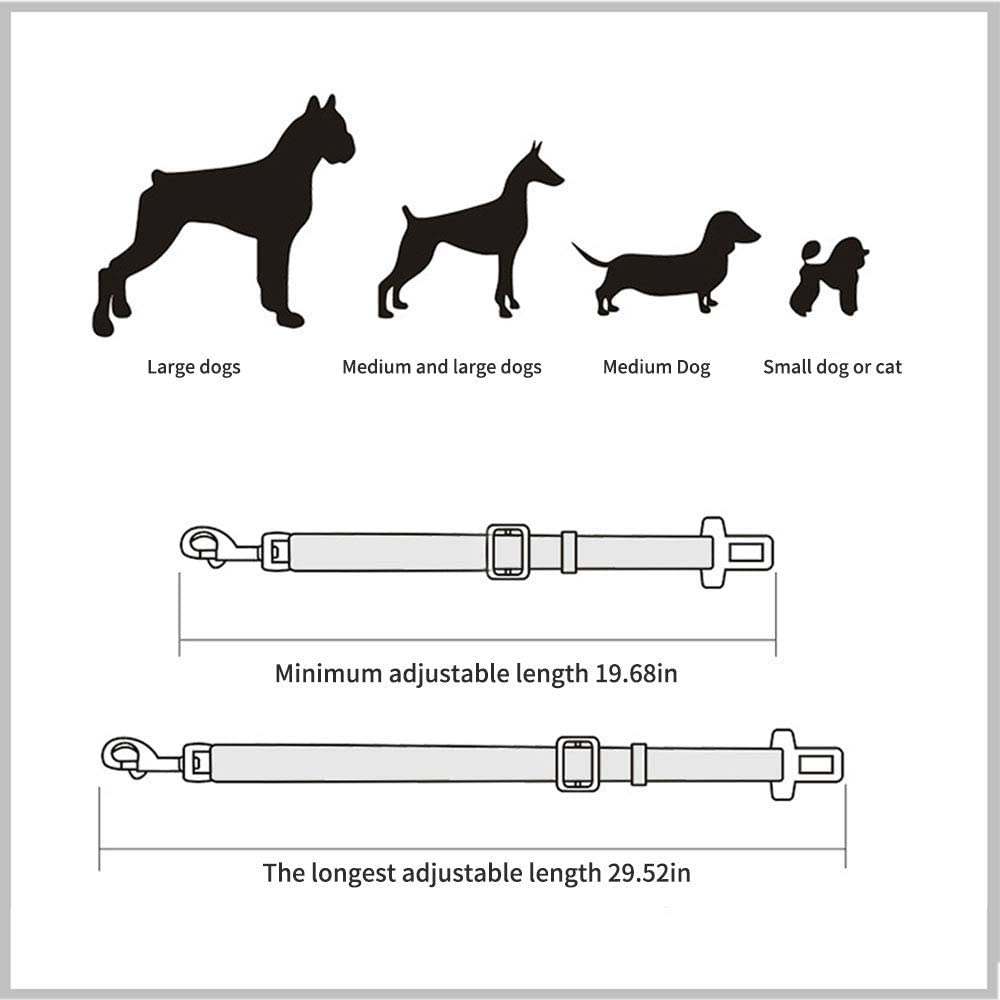 Large dogs
Medium and large dogs
Medium Dog
Small dog or cat
Minimum adjustable length 19.68in
The longest adjustable length 29.52in